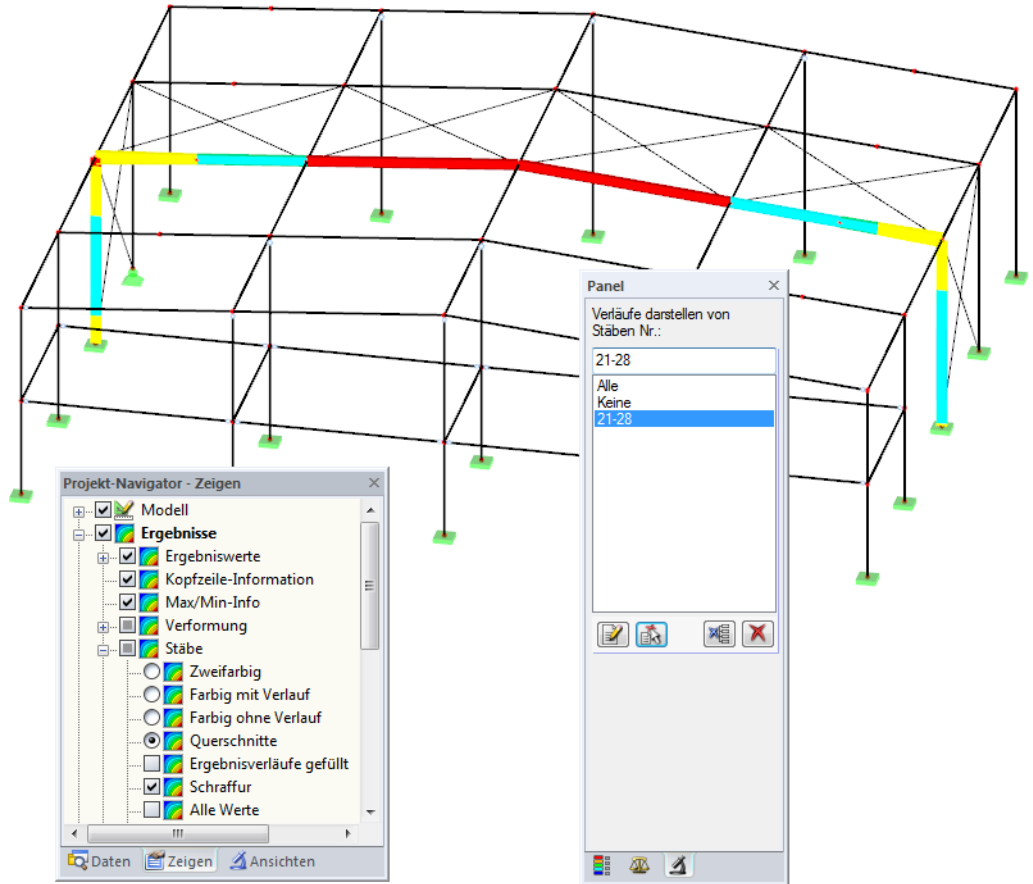 Panel
Verläufe darstellen von
Stäben Nr.:
21-28
Alle
Keine
21-28
Projekt-Navigator - Zeigen
Modell
Ergebnisse
Ergebniswerte
Kopfzeile-Information
Max/Min-Info
Verformung
Stäbe
Zweifarbig
Farbig mit Verlauf
Farbig ohne Verlauf
Querschnitte
Ergebnisverläufe gefüllt
Schraffur
Alle Werte
Daten Zeigen Ansichten